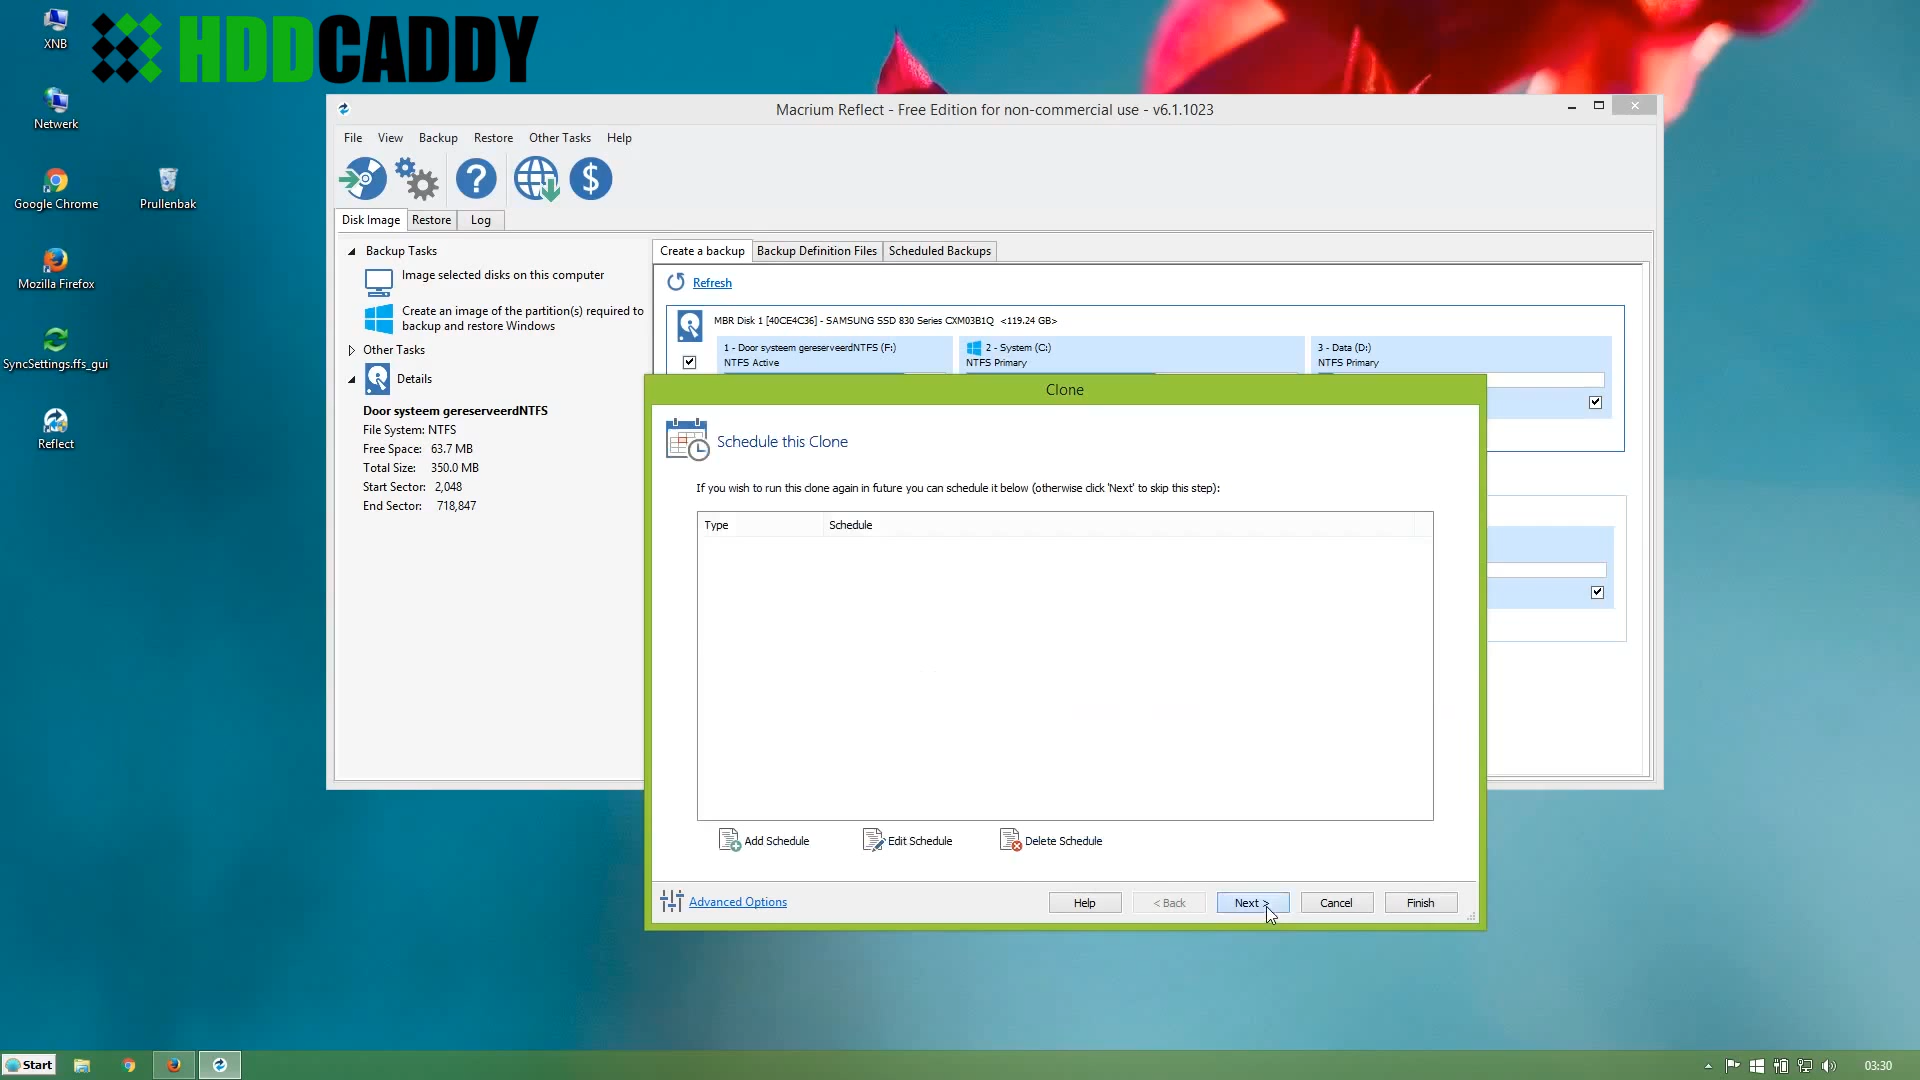 XNB
HDDCADDY
Netwerk
Google Chrome
Prullenbak
Mozilla Firefox
SyncSettings.ffs_gui
Reflect
Macrium Reflect - Free Edition for non-commercial use - v6.1.1023
File View Backup Restore Other Tasks Help
Disk Image Restore Log
Backup Tasks
Image selected disks on this computer
Create an image of the partition(s) required to
backup and restore Windows
Other Tasks
Details
Door systeem gereserveerdNTFS
File System: NTFS
Free Space: 63.7 MB
Total Size: 350.0 MB
Start Sector: 2,048
End Sector: 718,847
Create a backup Backup Definition Files Scheduled Backups
Refresh
MBR Disk 1 [40CE4C36] - SAMSUNG SSD 830 Series CXM03B1Q <119.24 GB>
1 - Door systeem gereserveerdNTFS (F:)
NTFS Active
2 - System (C:)
NTFS Primary
3 - Data (D:)
NTFS Primary
Clone
Schedule this Clone
If you wish to run this clone again in future you can schedule it below (otherwise click 'Next' to skip this step):
Type Schedule
Add Schedule Edit Schedule Delete Schedule
Advanced Options
Help < Back Next > Cancel Finish
Start
03:30